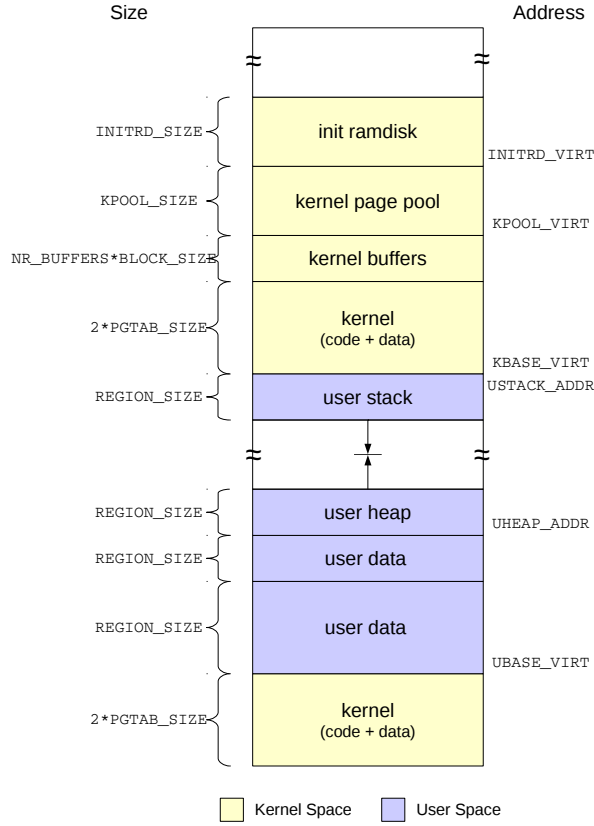 Size
Address
init ramdisk
INITRD_SIZE
INITRD_VIRT
kernel page pool
KPOOL_SIZE
KPOOL_VIRT
NR_BUFFERS*BLOCK_SIZE
kernel buffers
kernel
(code + data)
2*PGTAB_SIZE
KBASE_VIRT
USTACK_ADDR
REGION_SIZE
user stack
REGION_SIZE
user heap
UHEAP_ADDR
REGION_SIZE
user data
REGION_SIZE
user data
UBASE_VIRT
2*PGTAB_SIZE
kernel
(code + data)
Kernel Space
User Space